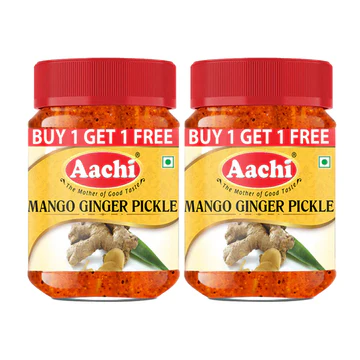 BUY 1 GET 1 FREE
Aachi®
The Mother of Good Taste
MANGO GINGER PICKLE
BUY 1 GET 1 FREE
Aachi®
The Mother of Good Taste
MANGO GINGER PICKLE